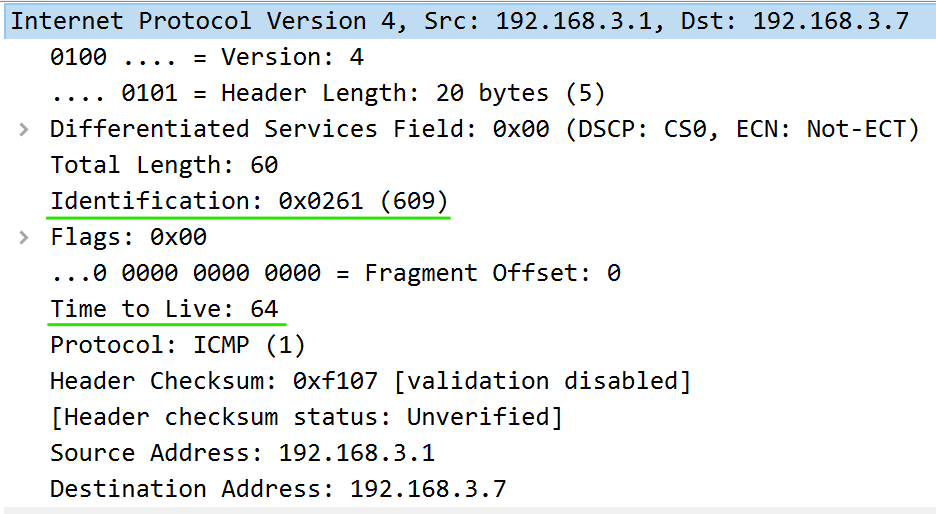 Internet Protocol Version 4, Src: 192.168.3.1, Dst: 192.168.3.7
0100 .... = Version: 4
.... 0101 = Header Length: 20 bytes (5)
Differentiated Services Field: 0x00 (DSCP: CS0, ECN: Not-ECT)
Total Length: 60
Identification: 0x0261 (609)
Flags: 0x00
...0 0000 0000 0000 = Fragment Offset: 0
Time to Live: 64
Protocol: ICMP (1)
Header Checksum: 0xf107 [validation disabled]
[Header checksum status: Unverified]
Source Address: 192.168.3.1
Destination Address: 192.168.3.7